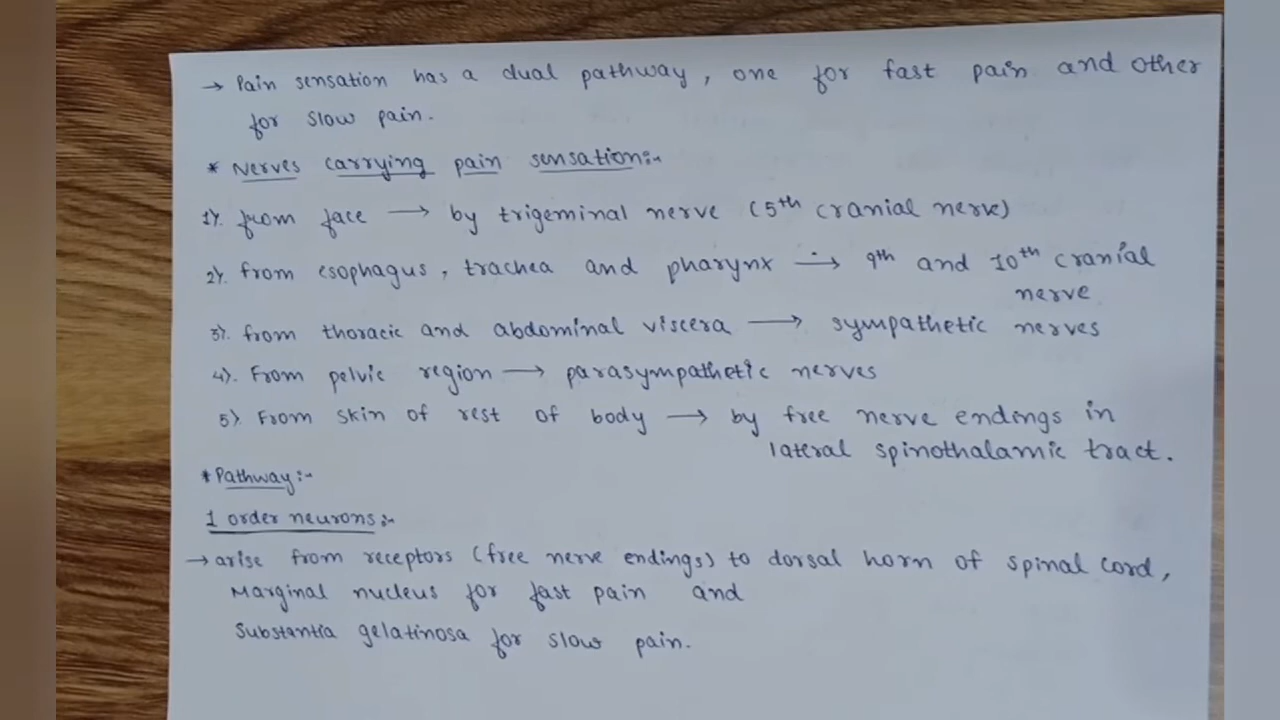 → Pain sensation has a dual pathway, one for fast pain and other
for slow pain.
* Nerves carrying pain sensation:-
1). from face → by trigeminal nerve (5th cranial nerve)
2). from esophagus, trachea and pharynx → 9th and 10th cranial
nerve
3). from thoracic and abdominal viscera → sympathetic nerves
4). From pelvic region → parasympathetic nerves
5). From skin of rest of body → by free nerve endings in
lateral spinothalamic tract.
* Pathway:-
1 order neurons:-
→ arise from receptors (free nerve endings) to dorsal horn of spinal cord,
Marginal nucleus for fast pain and
Substantia gelatinosa for slow pain.